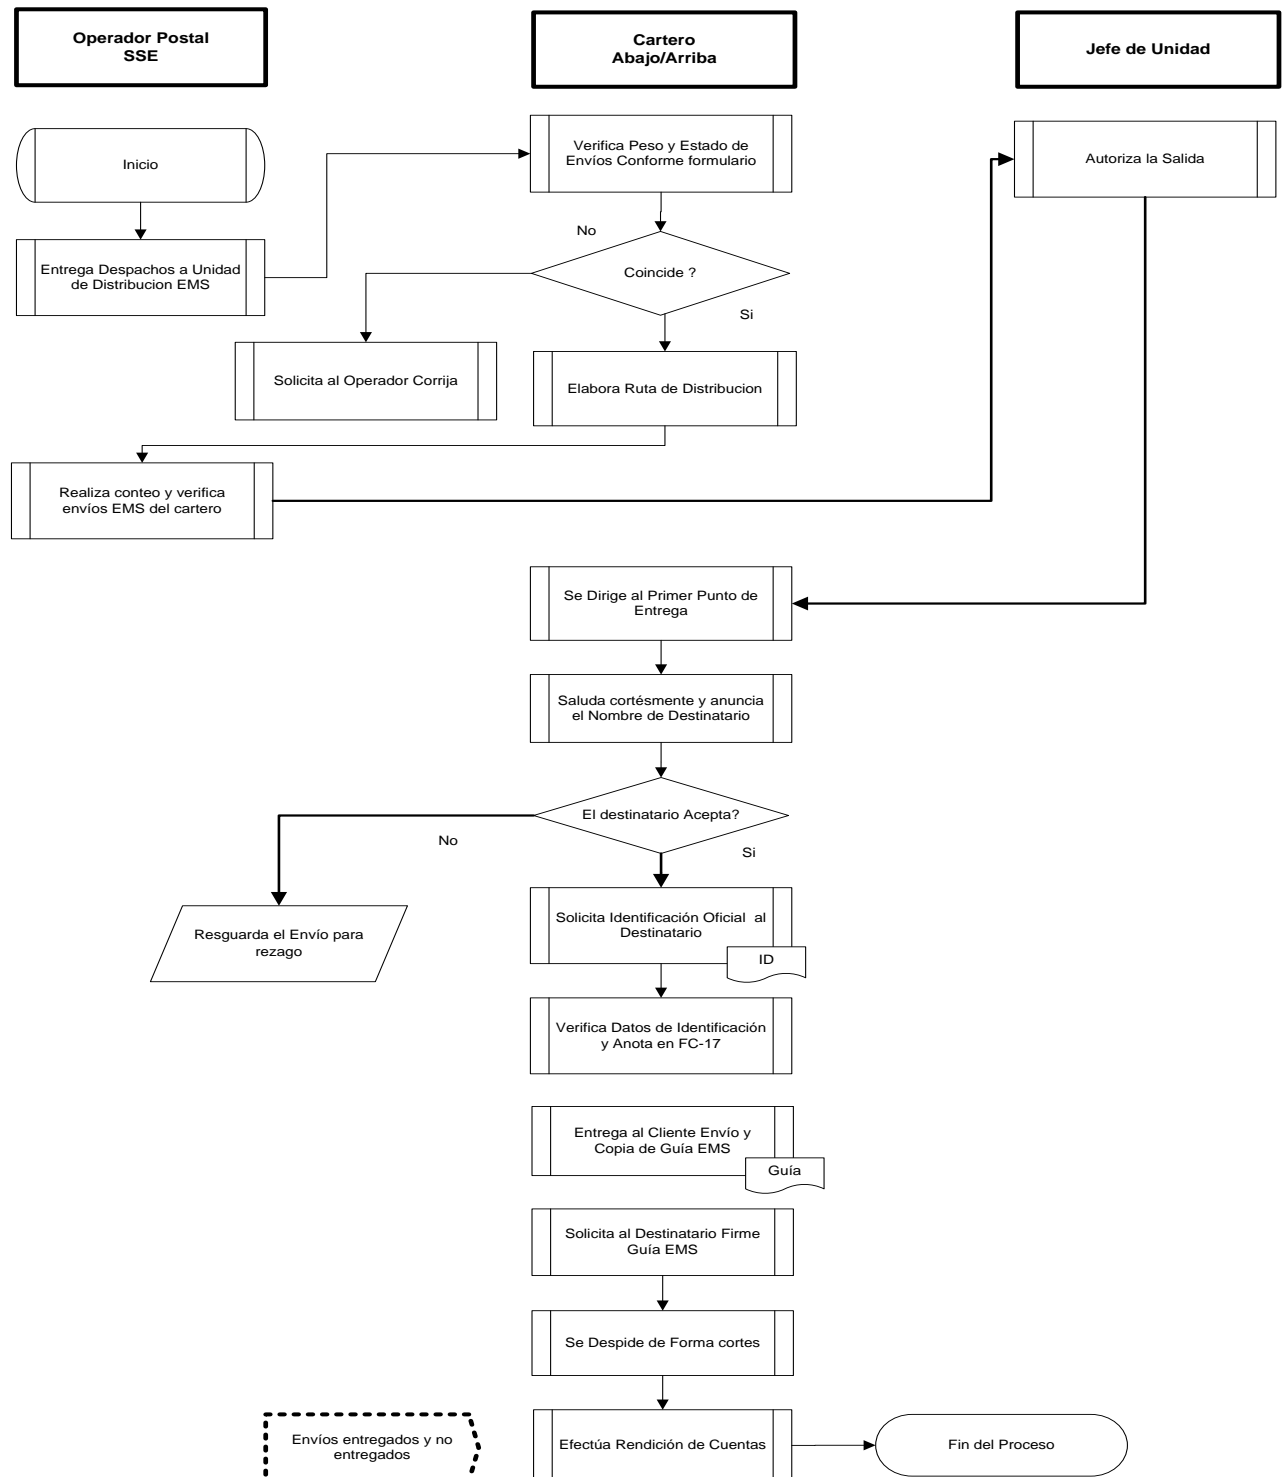 Operador Postal
SSE
Cartero
Abajo/Arriba
Jefe de Unidad
Inicio
Verifica Peso y Estado de
Envíos Conforme formulario
Autoriza la Salida
Entrega Despachos a Unidad
de Distribucion EMS
No
Coincide ?
Si
Solicita al Operador Corrija
Elabora Ruta de Distribucion
Realiza conteo y verifica
envíos EMS del cartero
Se Dirige al Primer Punto de
Entrega
Saluda cortésmente y anuncia
el Nombre de Destinatario
El destinatario Acepta?
No
Si
Resguarda el Envío para
rezago
Solicita Identificación Oficial  al
Destinatario
ID
Verifica Datos de Identificación
y Anota en FC-17
Entrega al Cliente Envío y
Copia de Guía EMS
Guía
Solicita al Destinatario Firme
Guía EMS
Se Despide de Forma cortes
Envíos entregados y no
entregados
Efectúa Rendición de Cuentas
Fin del Proceso